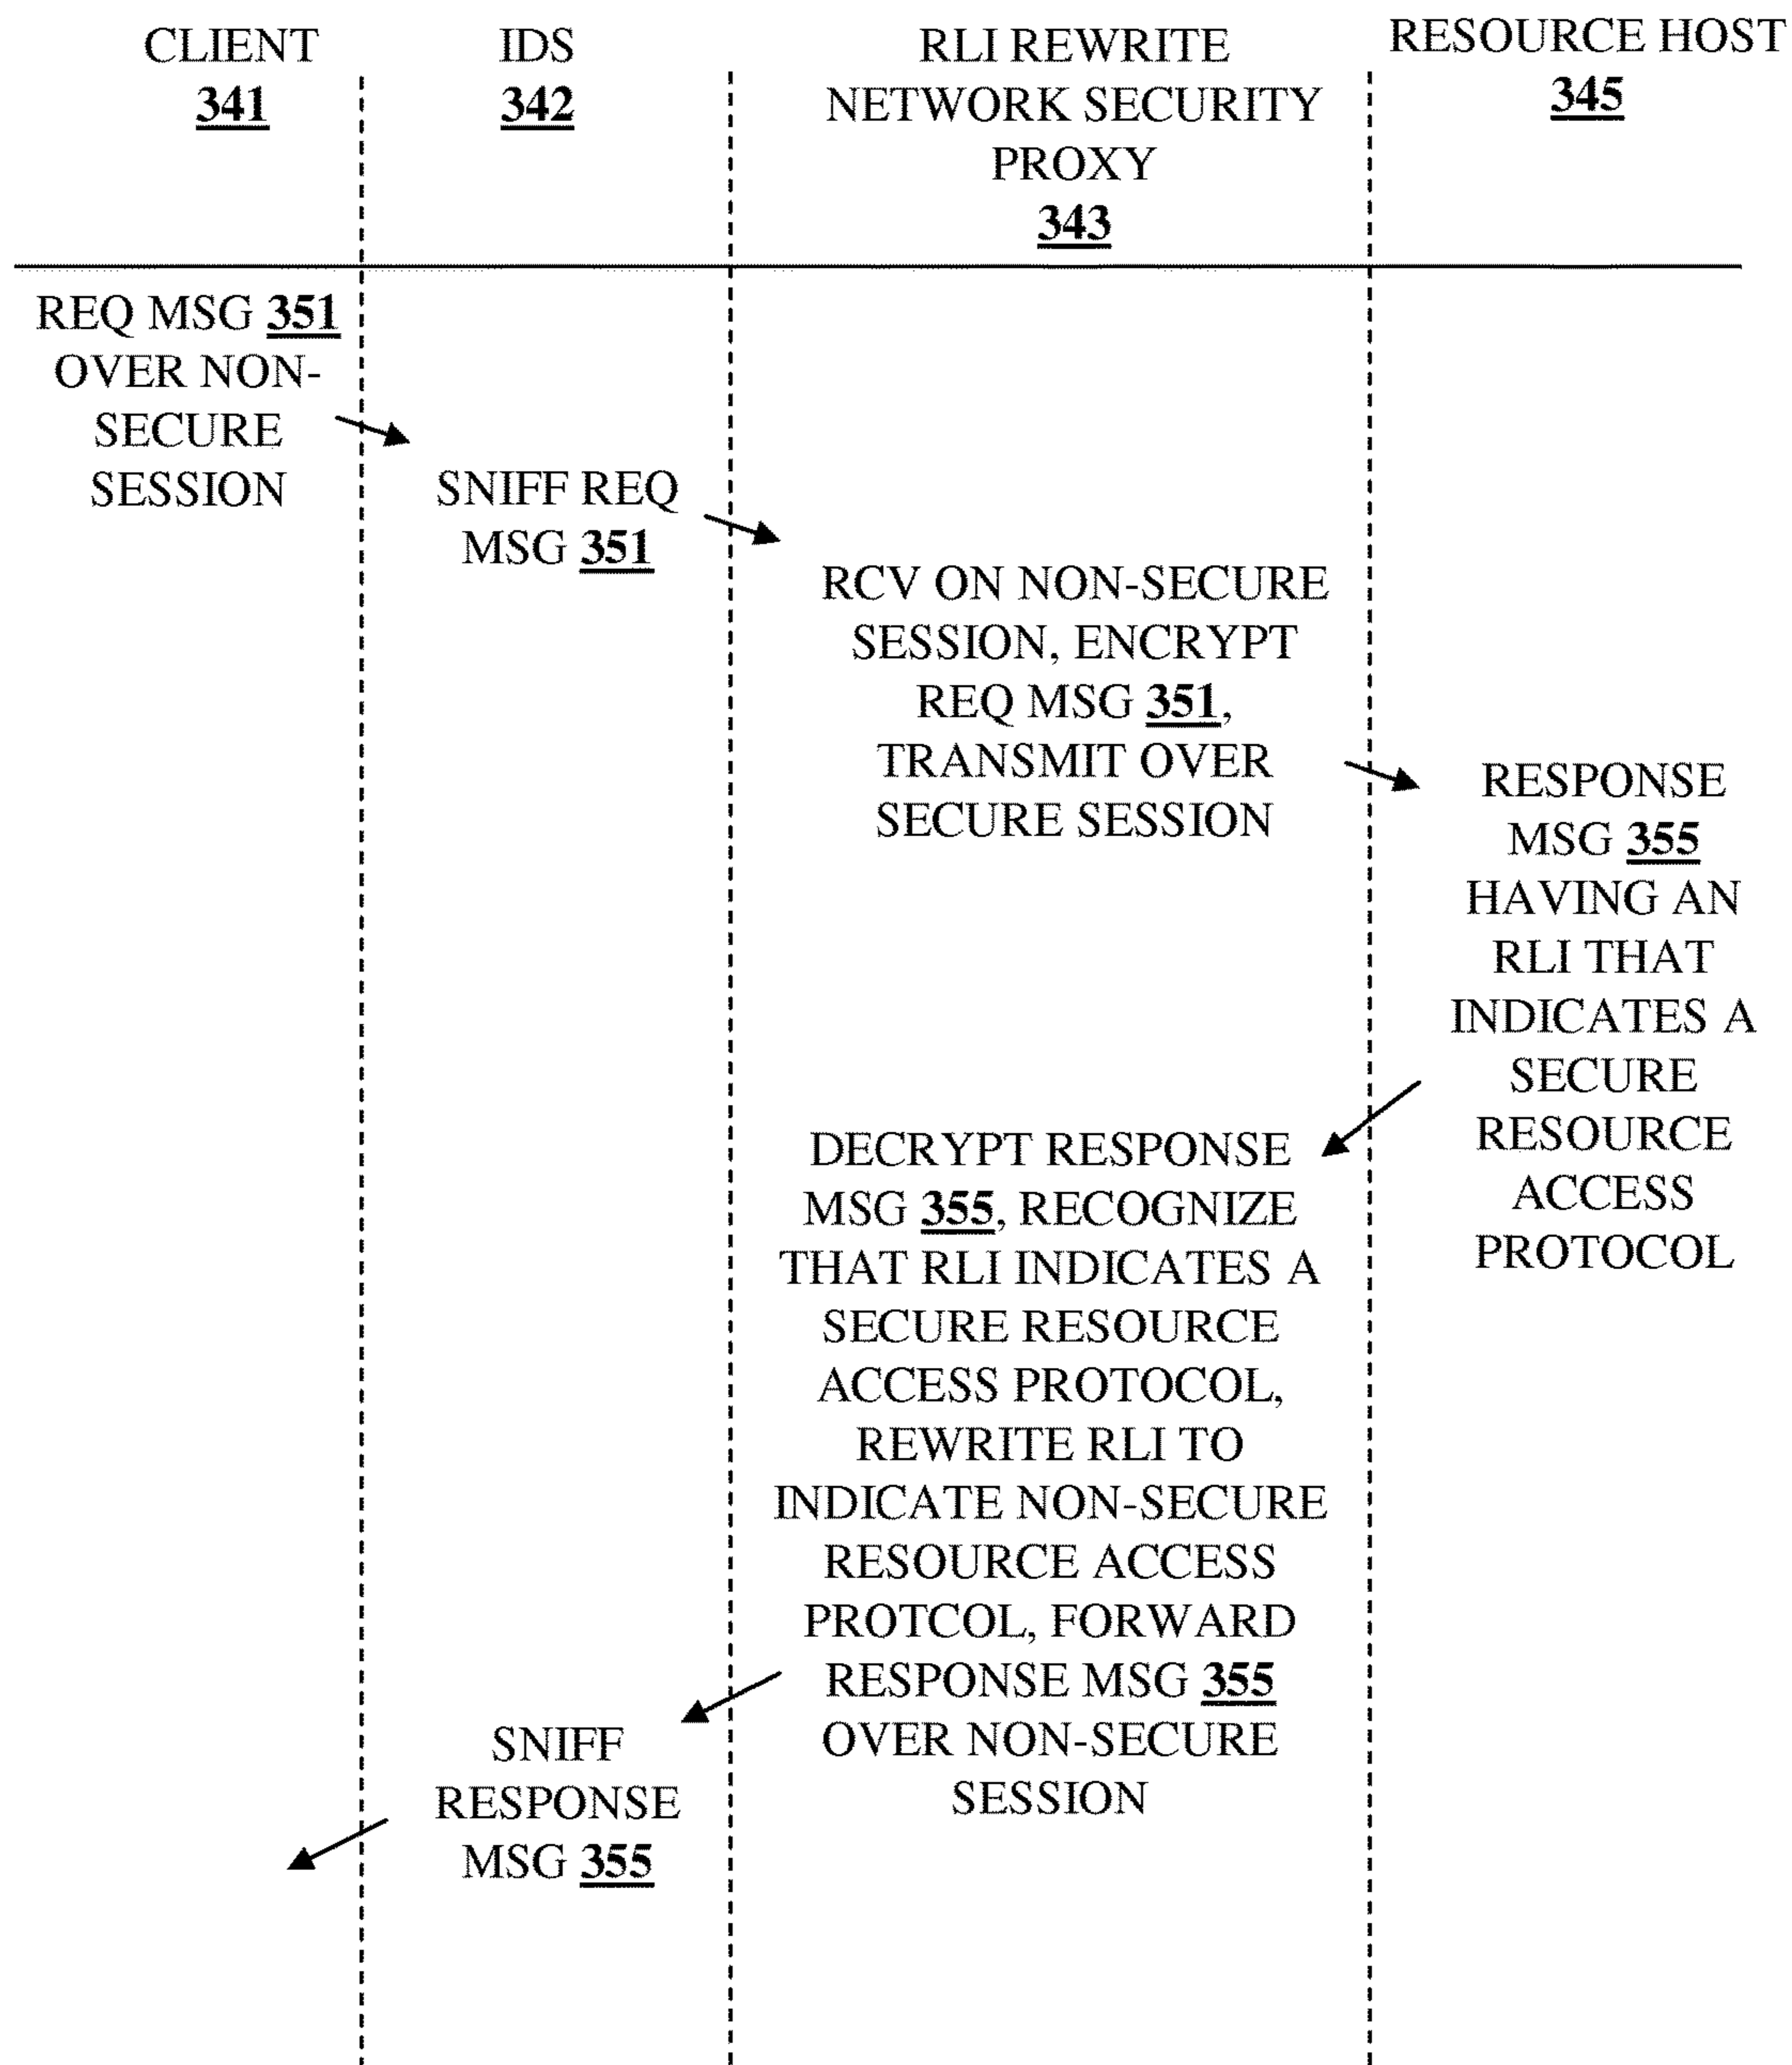 CLIENT
341
IDS
342
RLI REWRITE
NETWORK SECURITY
PROXY
343
RESOURCE HOST
345
REQ MSG 351
OVER NON-
SECURE
SESSION
SNIFF REQ
MSG 351
RCV ON NON-SECURE
SESSION, ENCRYPT
REQ MSG 351,
TRANSMIT OVER
SECURE SESSION
RESPONSE
MSG 355
HAVING AN
RLI THAT
INDICATES A
SECURE
RESOURCE
ACCESS
PROTOCOL
DECRYPT RESPONSE
MSG 355, RECOGNIZE
THAT RLI INDICATES A
SECURE RESOURCE
ACCESS PROTOCOL,
REWRITE RLI TO
INDICATE NON-SECURE
RESOURCE ACCESS
PROTCOL, FORWARD
RESPONSE MSG 355
OVER NON-SECURE
SESSION
SNIFF
RESPONSE
MSG 355